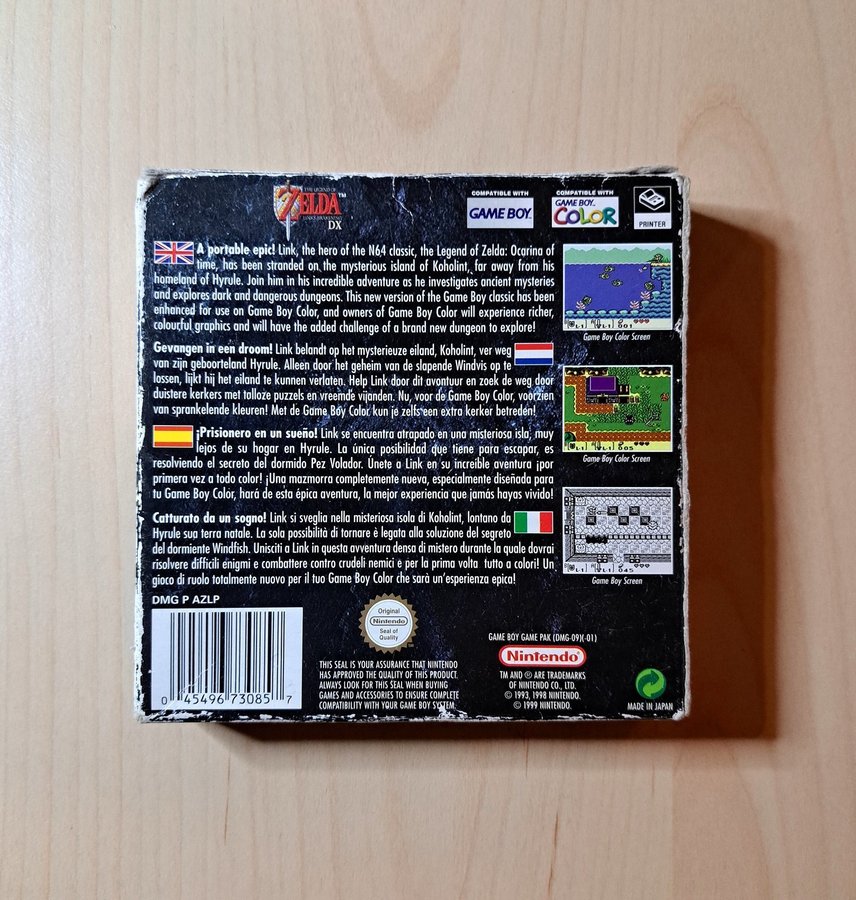 THE LEGEND OF
ZELDA™
LINK'S AWAKENING
DX
COMPATIBLE WITH
GAME BOY
COMPATIBLE WITH
GAME BOY
COLOR
PRINTER
A portable epic! Link, the hero of the N64 classic, the Legend of Zelda: Ocarina of
time, has been stranded on the mysterious island of Koholint, far away from his
homeland of Hyrule. Join him in his incredible adventure as he investigates ancient mysteries
and explores dark and dangerous dungeons. This new version of the Game Boy classic has been
enhanced for use on Game Boy Color, and owners of Game Boy Color will experience richer,
colourful graphics and will have the added challenge of a brand new dungeon to explore!
Gevangen in een droom! Link belandt op het mysterieuze eiland, Koholint, ver weg
van zijn geboorteland Hyrule. Alleen door het geheim van de slapende Windvis op te
lossen, lijkt hij het eiland te kunnen verlaten. Help Link door dit avontuur en zoek de weg door
duistere kerkers met talloze puzzels en vreemde vijanden. Nu, voor de Game Boy Color, voorzien
van sprankelende kleuren! Met de Game Boy Color kun je zelfs een extra kerker betreden!
¡Prisionero en un sueño! Link se encuentra atrapado en una misteriosa isla, muy
lejos de su hogar en Hyrule. La única posibilidad que tiene para escapar, es
resolviendo el secreto del dormido Pez Volador. Únete a Link en su increíble aventura ¡por
primera vez a todo color! ¡Una mazmorra completamente nueva, especialmente diseñada para
tu Game Boy Color, hará de esta épica aventura, la mejor experiencia que jamás hayas vivido!
Catturato da un sogno! Link si sveglia nella misteriosa isola di Koholint, lontano da
Hyrule sua terra natale. La sola possibilità di tornare è legata alla soluzione del segreto
del dormiente Windfish. Unisciti a Link in questa avventura densa di mistero durante la quale dovrai
risolvere difficili enigmi e combattere contro crudeli nemici e per la prima volta tutto a colori! Un
gioco di ruolo totalmente nuovo per il tuo Game Boy Color che sarà un'esperienza epica!
001
Game Boy Color Screen
005
Game Boy Color Screen
045
Game Boy Screen
DMG P AZLP
0 45496 73085 7
Original
Nintendo
Seal of
Quality
THIS SEAL IS YOUR ASSURANCE THAT NINTENDO
HAS APPROVED THE QUALITY OF THIS PRODUCT.
ALWAYS LOOK FOR THIS SEAL WHEN BUYING
GAMES AND ACCESSORIES TO ENSURE COMPLETE
COMPATIBILITY WITH YOUR GAME BOY SYSTEM.
GAME BOY GAME PAK (DMG-09)(-01)
Nintendo®
TM AND ® ARE TRADEMARKS
OF NINTENDO CO., LTD.
© 1993, 1998 NINTENDO.
© 1999 NINTENDO.
MADE IN JAPAN